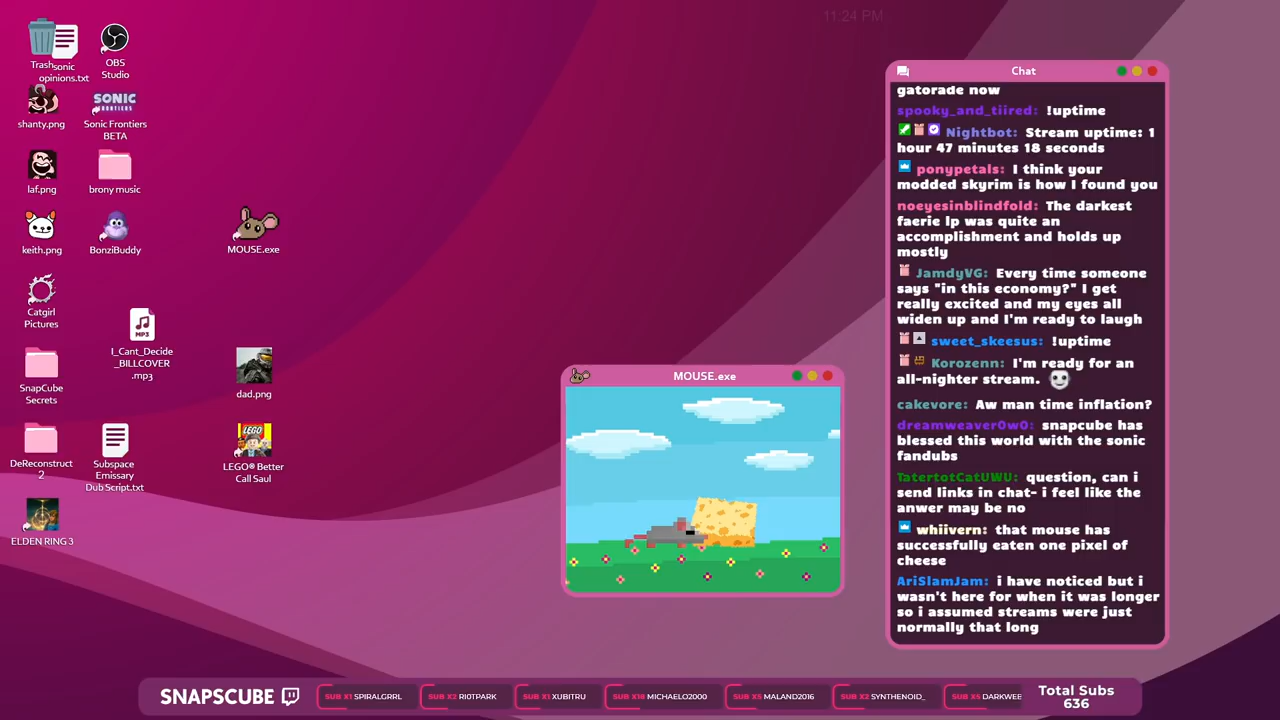 11:24 PM
Trash
sonic
opinions.txt
OBS
Studio
shanty.png
SONIC
Sonic Frontiers
BETA
laf.png
brony music
keith.png
BonziBuddy
MOUSE.exe
Catgirl
Pictures
MP3
I_Cant_Decide
_BILLCOVER
.mp3
SnapCube
Secrets
dad.png
DeReconstruct
2
Subspace
Emissary
Dub Script.txt
LEGO
LEGO® Better
Call Saul
ELDEN RING 3
MOUSE.exe
Chat
gatorade now
spooky_and_tiired: !uptime
Nightbot: Stream uptime: 1
hour 47 minutes 18 seconds
ponypetals: I think your
modded skyrim is how I found you
noeyesinblindfold: The darkest
faerie lp was quite an
accomplishment and holds up
mostly
JamdyVG: Every time someone
says "in this economy?" I get
really excited and my eyes all
widen up and I'm ready to laugh
sweet_skeesus: !uptime
Korozenn: I'm ready for an
all-nighter stream.
cakevore: Aw man time inflation?
dreamweaver0w0: snapcube has
blessed this world with the sonic
fandubs
TatertotCatUWU: question, can i
send links in chat- i feel like the
anwer may be no
whiivern: that mouse has
successfully eaten one pixel of
cheese
AriSlamJam: i have noticed but i
wasn't here for when it was longer
so i assumed streams were just
normally that long
SNAPSCUBE
SUB X1 SPIRALGRRL
SUB X2 RI0TPARK
SUB X1 XUBITRU
SUB X18 MICHAELO2000
SUB X5 MALAND2016
SUB X2 SYNTHENOID_
SUB X5 DARKWEE
Total Subs
636